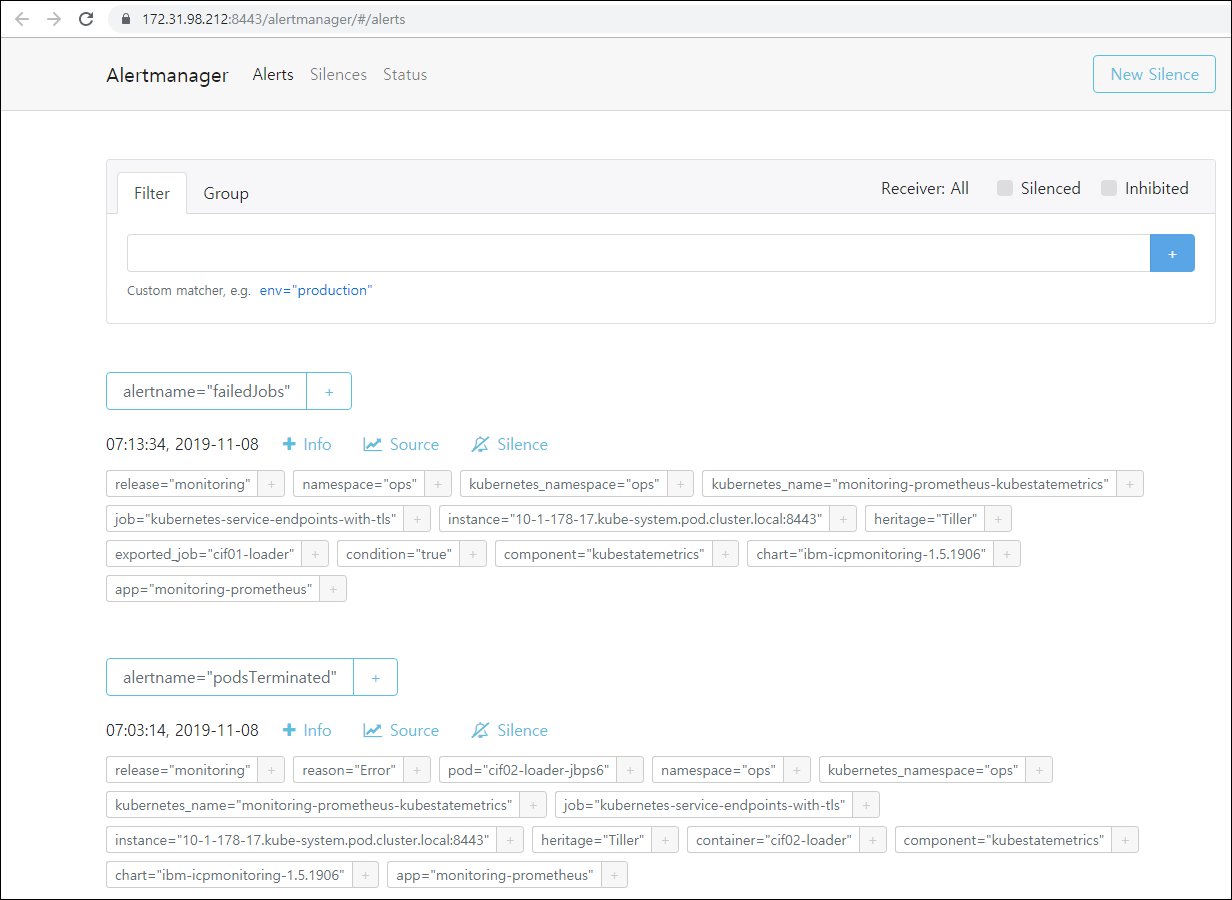 172.31.98.212:8443/alertmanager/#/alerts
Alertmanager Alerts Silences Status New Silence
Filter Group Receiver: All Silenced Inhibited
+
Custom matcher, e.g. env="production"
alertname="failedJobs" +
07:13:34, 2019-11-08 + Info Source Silence
release="monitoring" + namespace="ops" + kubernetes_namespace="ops" + kubernetes_name="monitoring-prometheus-kubestatemetrics" +
job="kubernetes-service-endpoints-with-tls" + instance="10-1-178-17.kube-system.pod.cluster.local:8443" + heritage="Tiller" +
exported_job="cif01-loader" + condition="true" + component="kubestatemetrics" + chart="ibm-icpmonitoring-1.5.1906" +
app="monitoring-prometheus" +
alertname="podsTerminated" +
07:03:14, 2019-11-08 + Info Source Silence
release="monitoring" + reason="Error" + pod="cif02-loader-jbps6" + namespace="ops" + kubernetes_namespace="ops" +
kubernetes_name="monitoring-prometheus-kubestatemetrics" + job="kubernetes-service-endpoints-with-tls" +
instance="10-1-178-17.kube-system.pod.cluster.local:8443" + heritage="Tiller" + container="cif02-loader" + component="kubestatemetrics" +
chart="ibm-icpmonitoring-1.5.1906" + app="monitoring-prometheus" +